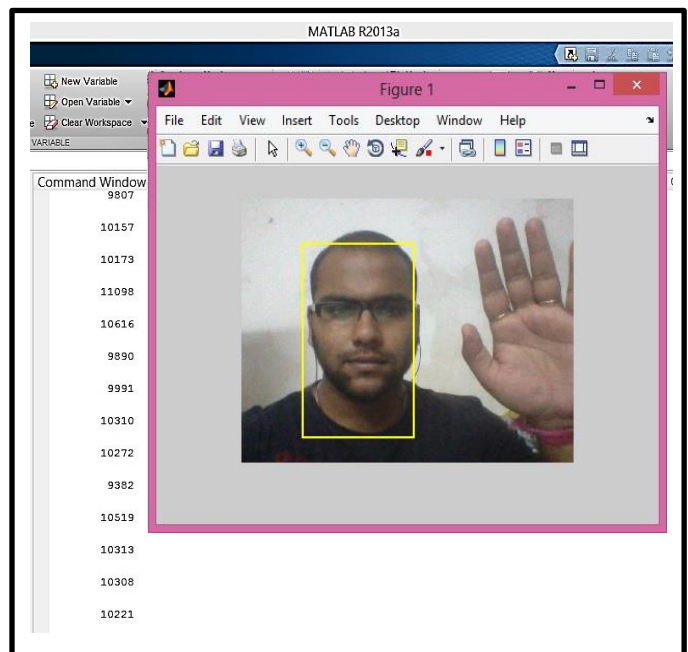 MATLAB R2013a
New Variable
Open Variable
Clear Workspace
VARIABLE
Figure 1
File Edit View Insert Tools Desktop Window Help
Command Window
9807
10157
10173
11098
10616
9890
9991
10310
10272
9382
10519
10313
10308
10221